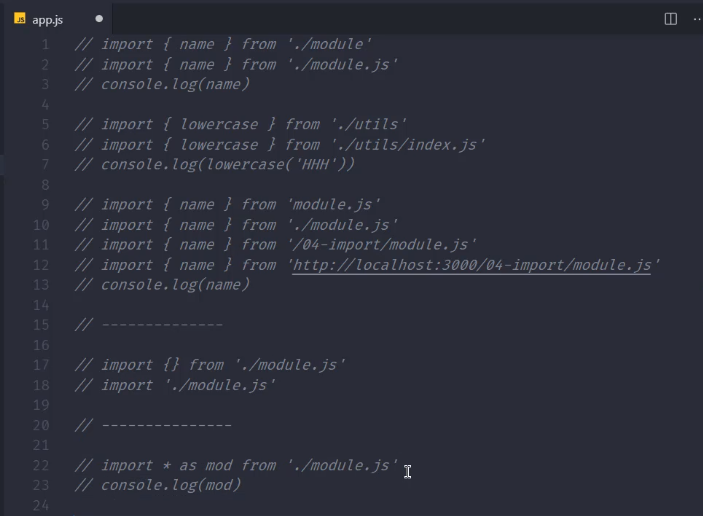 JS app.js
1 // import { name } from './module'
2 // import { name } from './module.js'
3 // console.log(name)
4
5 // import { lowercase } from './utils'
6 // import { lowercase } from './utils/index.js'
7 // console.log(lowercase('HHH'))
8
9 // import { name } from 'module.js'
10 // import { name } from './module.js'
11 // import { name } from '/04-import/module.js'
12 // import { name } from 'http://localhost:3000/04-import/module.js'
13 // console.log(name)
14
15 // --------------
16
17 // import {} from './module.js'
18 // import './module.js'
19
20 // ---------------
21
22 // import * as mod from './module.js'
23 // console.log(mod)
24